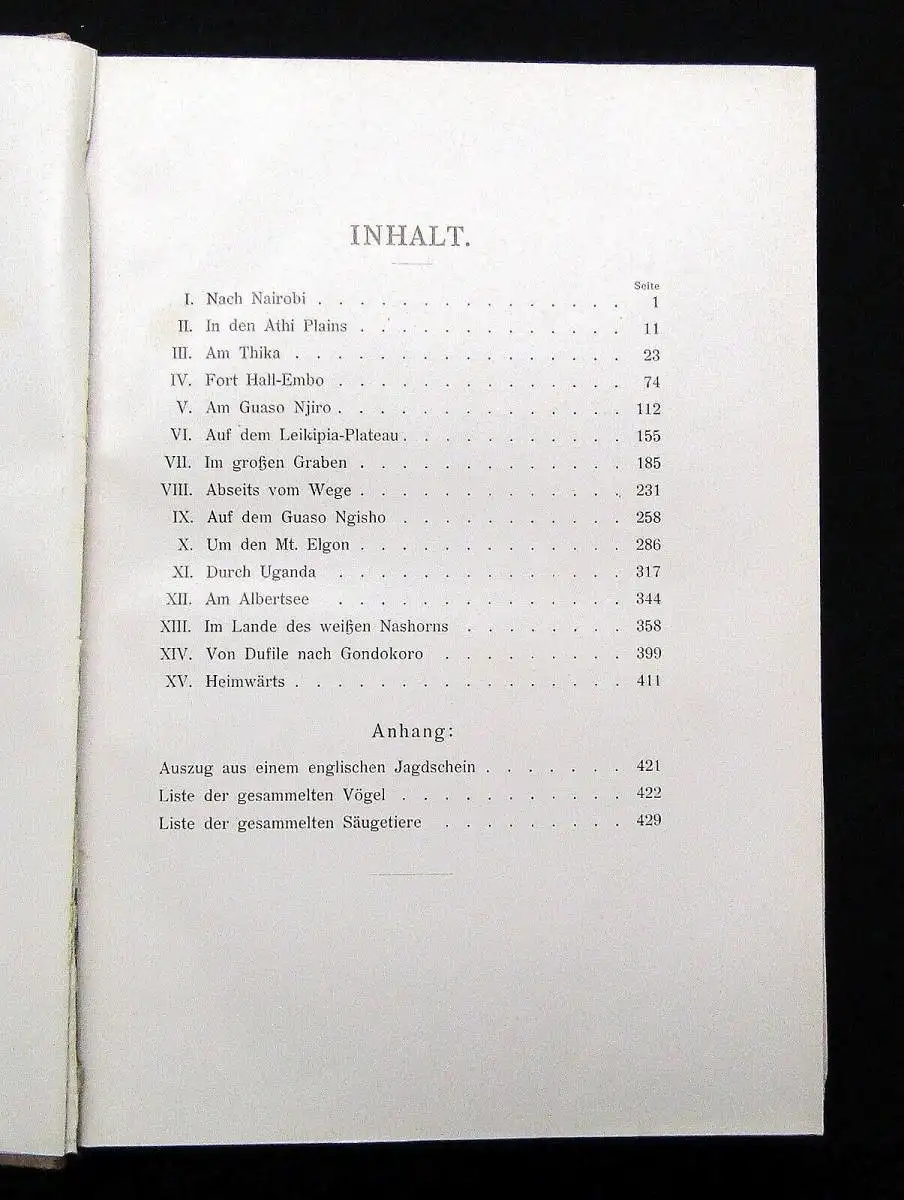 INHALT.
Seite
I. Nach Nairobi . . . . . . . . . . . . 1
II. In den Athi Plains . . . . . . . . . . 11
III. Am Thika . . . . . . . . . . . . . 23
IV. Fort Hall-Embo . . . . . . . . . . . 74
V. Am Guaso Njiro . . . . . . . . . . . 112
VI. Auf dem Leikipia-Plateau . . . . . . . . . 155
VII. Im großen Graben . . . . . . . . . . 185
VIII. Abseits vom Wege . . . . . . . . . . 231
IX. Auf dem Guaso Ngisho . . . . . . . . . 258
X. Um den Mt. Elgon . . . . . . . . . . 286
XI. Durch Uganda . . . . . . . . . . . 317
XII. Am Albertsee . . . . . . . . . . . 344
XIII. Im Lande des weißen Nashorns . . . . . . . 358
XIV. Von Dufile nach Gondokoro . . . . . . . 399
XV. Heimwärts . . . . . . . . . . . . . 411
Anhang:
Auszug aus einem englischen Jagdschein . . . . . . 421
Liste der gesammelten Vögel . . . . . . . . . 422
Liste der gesammelten Säugetiere . . . . . . . 429